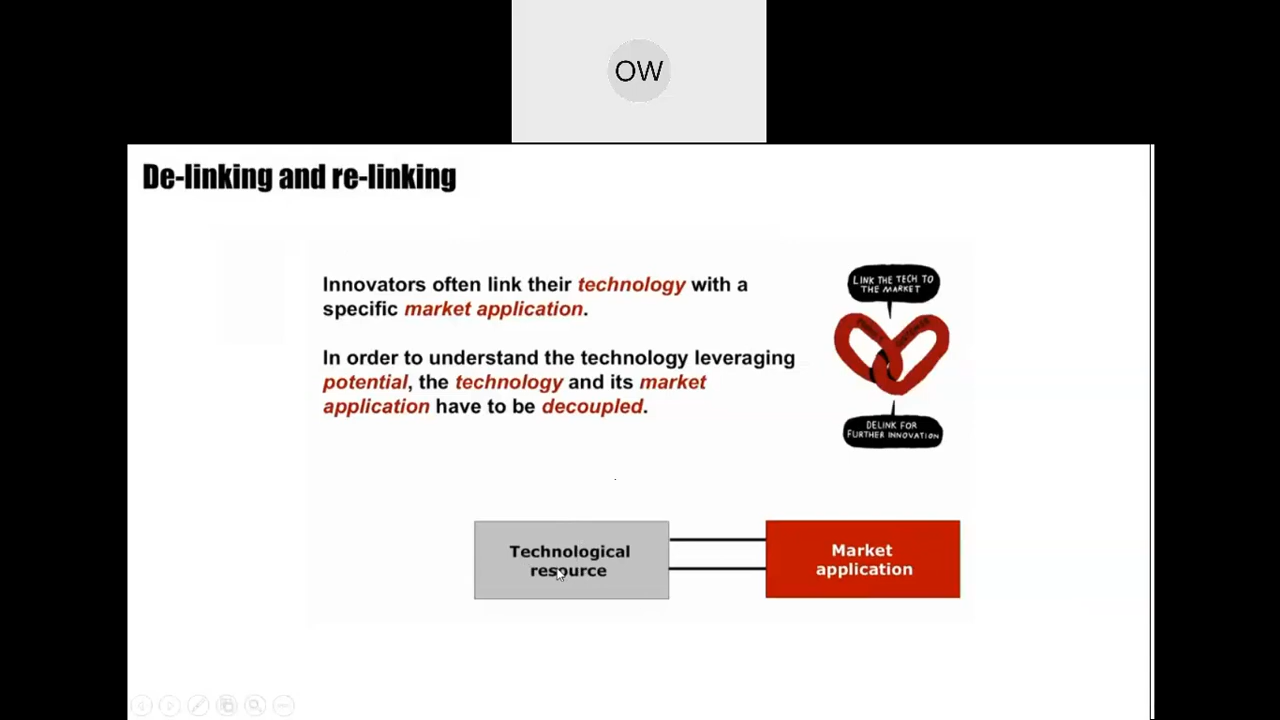 OW
De-linking and re-linking
Innovators often link their technology with a
specific market application.
In order to understand the technology leveraging
potential, the technology and its market
application have to be decoupled.
LINK THE TECH TO
THE MARKET
DELINK FOR
FURTHER INNOVATION
Technological
resource
Market
application